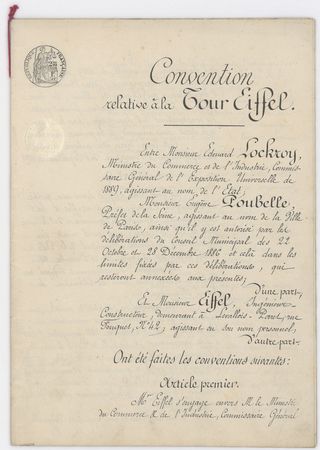 Convention
relative à la Tour Eiffel.
Entre Monsieur Edouard Lockroy,
Ministre du Commerce et de l'Industrie, Commis-
saire Général de l'Exposition Universelle de
1889, agissant au nom de l'Etat;
Monsieur Eugène Poubelle,
Préfet de la Seine, agissant au nom de la Ville
de Paris, ainsi qu'il y est autorisé par les
délibérations du Conseil Municipal des 22
Octobre et 28 Décembre 1886 et cela dans les
limites fixées par ces délibérations, qui
resteront annexées aux présentes;
D'une part,
Et Monsieur Eiffel, Ingénieur-
Constructeur, demeurant à Levallois-Perret, rue
Fouquet, N° 42; agissant en son nom personnel,
D'autre part.
Ont été faites les conventions suivantes:
Article premier.
Mr Eiffel s'engage envers M. le Ministre
du Commerce & de l'Industrie, Commissaire Général